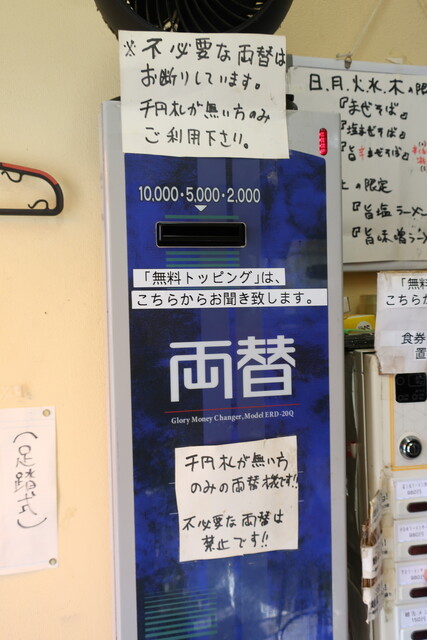 ※不必要な両替は
お断りしています。
千円札が無い方のみ
ご利用下さい。
日.月.火.水.木の限
『まぜそば』
『塩まぜそば』
『旨辛まぜそば』
の限定
『旨塩ラーメン
『旨味噌ラーメ
10,000・5,000・2,000
「無料トッピング」は、
こちらからお聞き致します。
両替
Glory Money Changer, Model ERD-20Q
千円札が無い方
のみの両替機です!!
不必要な両替は
禁止です!!
(足踏式)
「無料
こちらか
食券
置